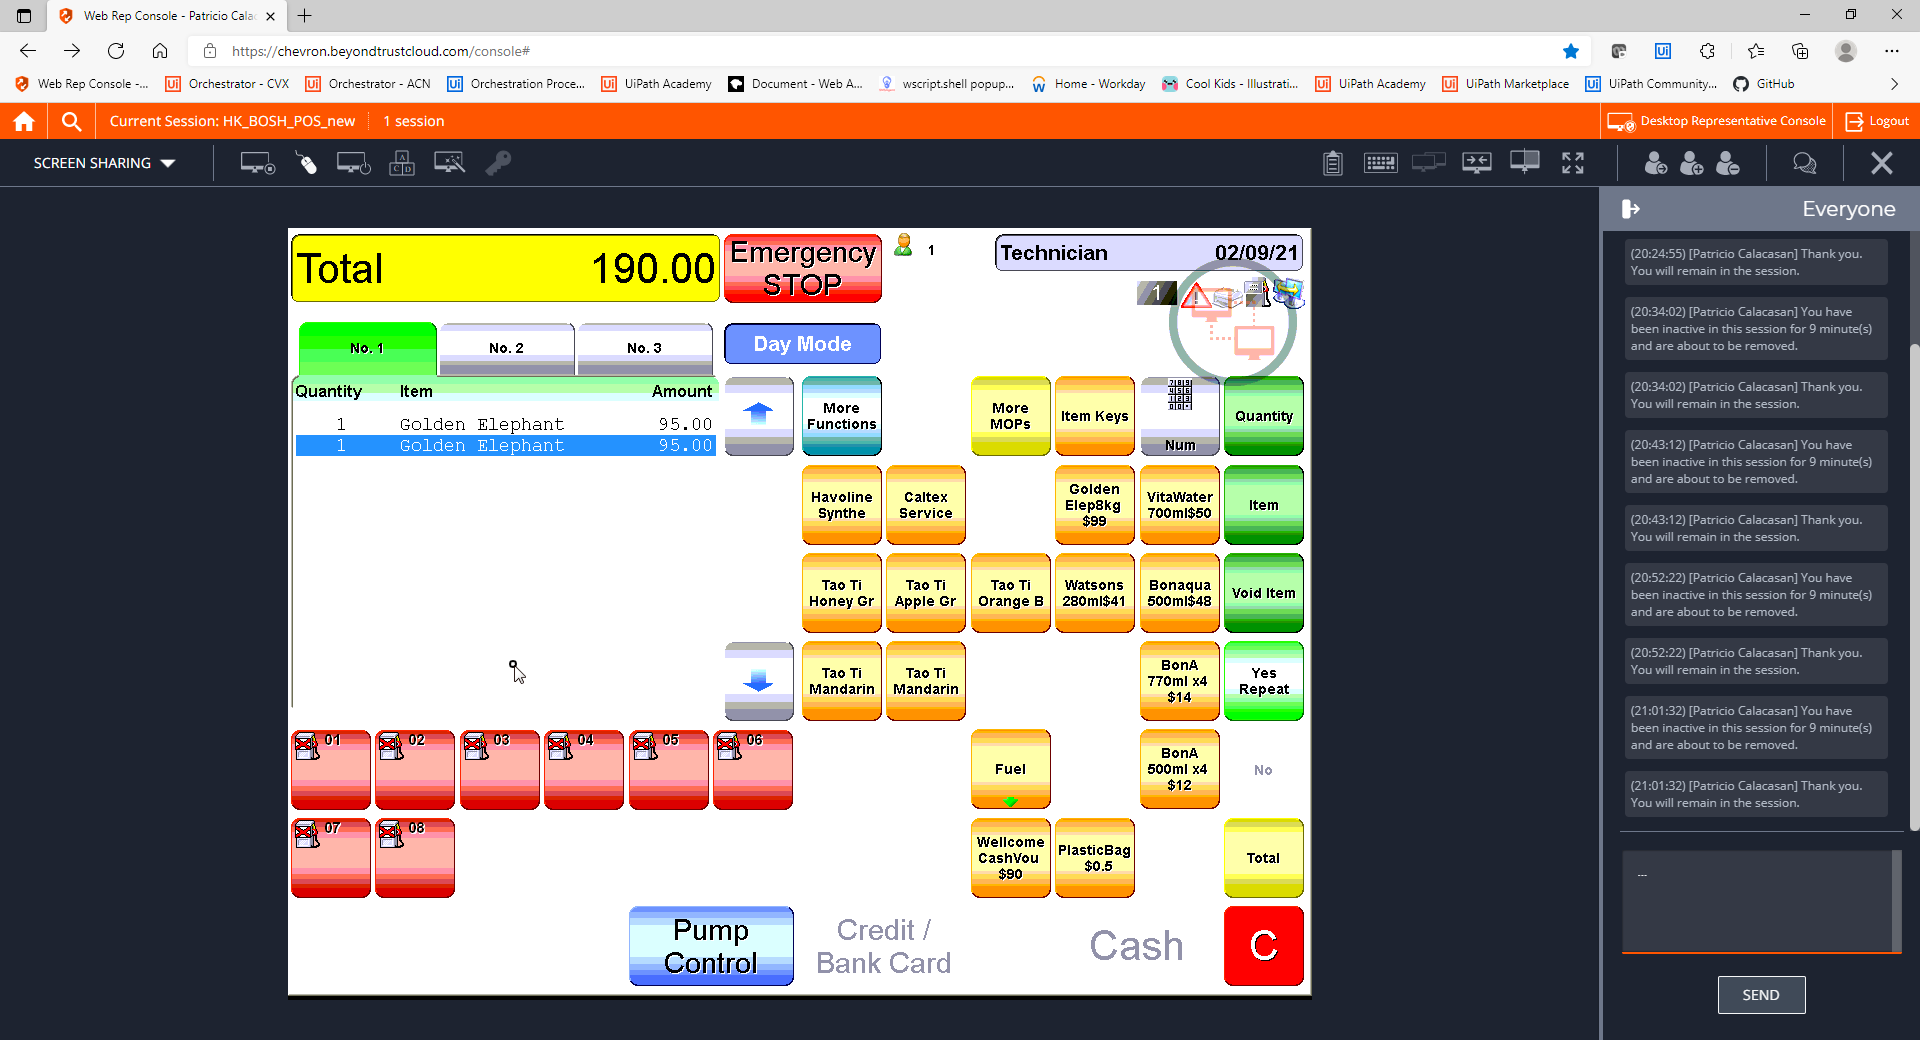 Web Rep Console - Patricio Cala
https://chevron.beyondtrustcloud.com/console#
Web Rep Console -...
Orchestrator - CVX
Orchestrator - ACN
Orchestration Proce...
UiPath Academy
Document - Web A...
wscript.shell popup...
Home - Workday
Cool Kids - Illustrati...
UiPath Academy
UiPath Marketplace
UiPath Community...
GitHub
Current Session: HK_BOSH_POS_new
1 session
Desktop Representative Console
Logout
SCREEN SHARING
Everyone
Total 190.00
Emergency
STOP
1
Technician 02/09/21
1
No. 1
No. 2
No. 3
Day Mode
Quantity Item Amount
1 Golden Elephant 95.00
1 Golden Elephant 95.00
More
Functions
More
MOPs
Item Keys
Num
Quantity
Havoline
Synthe
Caltex
Service
Golden
Elep8kg
$99
VitaWater
700ml$50
Item
Tao Ti
Honey Gr
Tao Ti
Apple Gr
Tao Ti
Orange B
Watsons
280ml$41
Bonaqua
500ml$48
Void Item
Tao Ti
Mandarin
Tao Ti
Mandarin
BonA
770ml x4
$14
Yes
Repeat
01
02
03
04
05
06
Fuel
BonA
500ml x4
$12
No
07
08
Wellcome
CashVou
$90
PlasticBag
$0.5
Total
Pump
Control
Credit /
Bank Card
Cash
C
(20:24:55) [Patricio Calacasan] Thank you.
You will remain in the session.
(20:34:02) [Patricio Calacasan] You have
been inactive in this session for 9 minute(s)
and are about to be removed.
(20:34:02) [Patricio Calacasan] Thank you.
You will remain in the session.
(20:43:12) [Patricio Calacasan] You have
been inactive in this session for 9 minute(s)
and are about to be removed.
(20:43:12) [Patricio Calacasan] Thank you.
You will remain in the session.
(20:52:22) [Patricio Calacasan] You have
been inactive in this session for 9 minute(s)
and are about to be removed.
(20:52:22) [Patricio Calacasan] Thank you.
You will remain in the session.
(21:01:32) [Patricio Calacasan] You have
been inactive in this session for 9 minute(s)
and are about to be removed.
(21:01:32) [Patricio Calacasan] Thank you.
You will remain in the session.
---
SEND